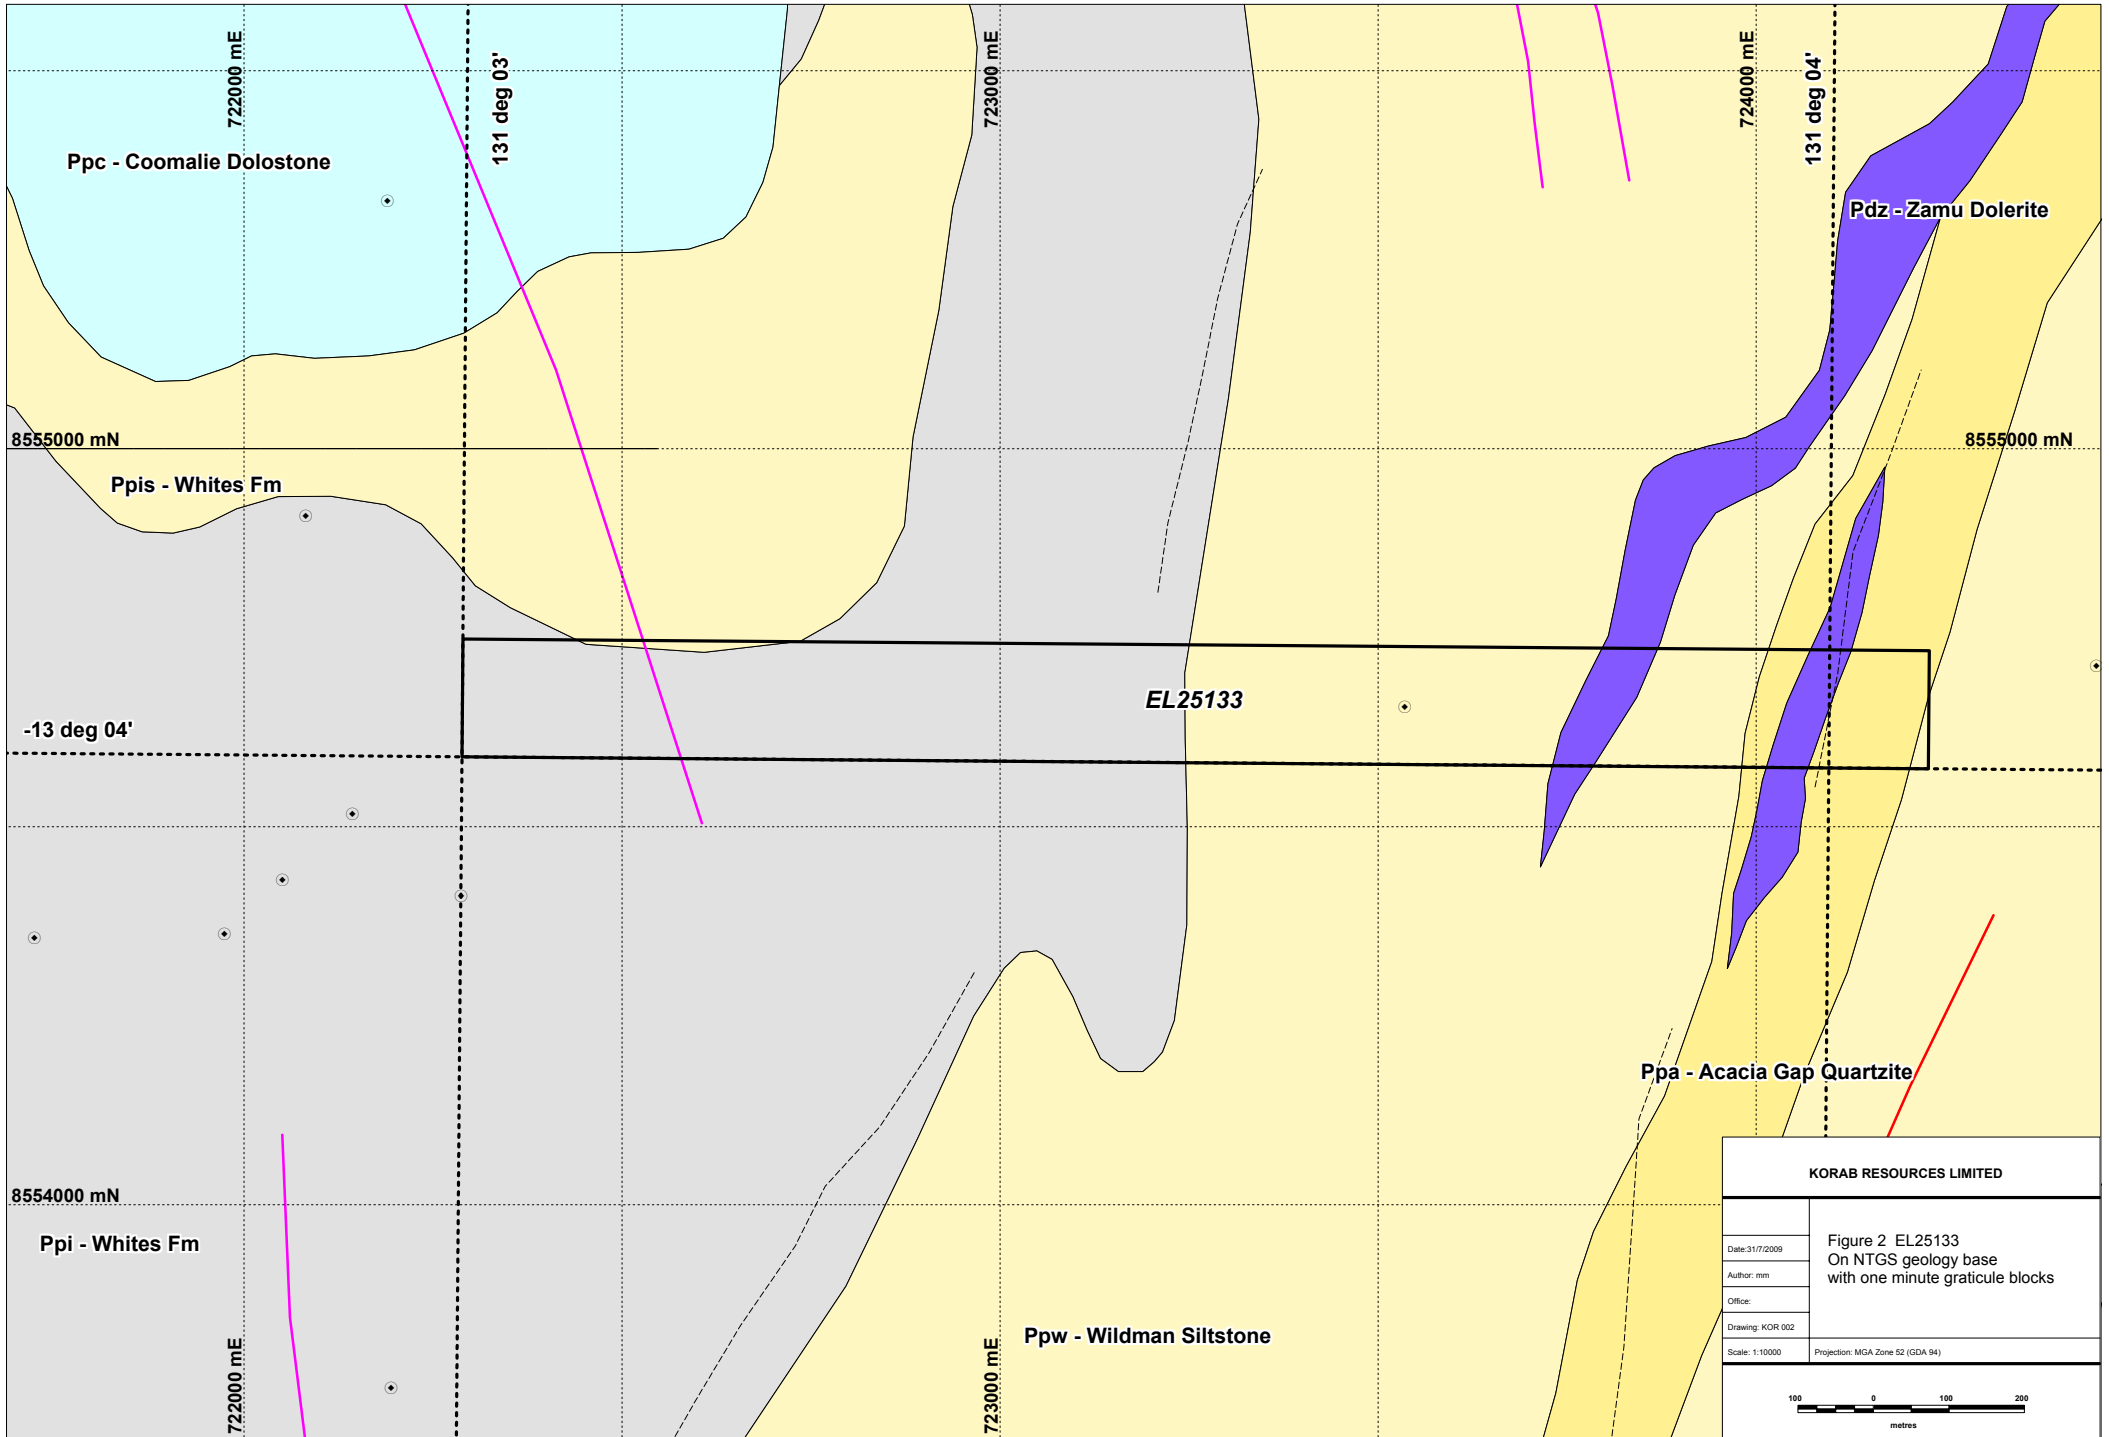 722000 mE
131 deg 03'
723000 mE
724000 mE
131 deg 04'
Ppc - Coomalie Dolostone
Pdz - Zamu Dolerite
8555000 mN
8555000 mN
Ppis - Whites Fm
EL25133
-13 deg 04'
Ppa - Acacia Gap Quartzite
8554000 mN
Ppi - Whites Fm
Ppw - Wildman Siltstone
722000 mE
723000 mE
KORAB RESOURCES LIMITED
Figure 2 EL25133
On NTGS geology base
with one minute graticule blocks
Date:31/7/2009
Author: mm
Office:
Drawing: KOR 002
Scale: 1:10000
Projection: MGA Zone 52 (GDA 94)
100 0 100 200
metres